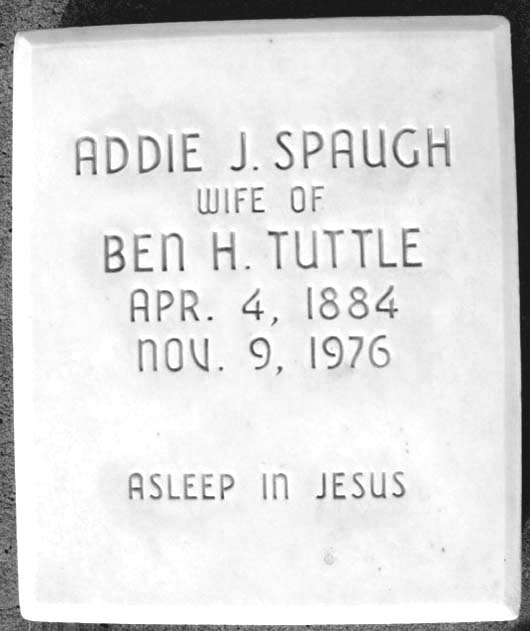 ADDIE J. SPAUGH
WIFE OF
BEN H. TUTTLE
APR. 4, 1884
NOV. 9, 1976
ASLEEP IN JESUS